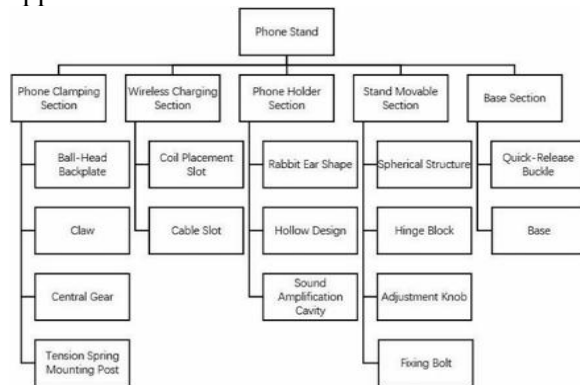 Phone Stand
Phone Clamping
Section
Wireless Charging
Section
Phone Holder
Section
Stand Movable
Section
Base Section
Ball-Head
Backplate
Coil Placement
Slot
Rabbit Ear Shape
Spherical Structure
Quick-Release
Buckle
Claw
Cable Slot
Hollow Design
Hinge Block
Base
Central Gear
Sound
Amplification
Cavity
Adjustment Knob
Tension Spring
Mounting Post
Fixing Bolt